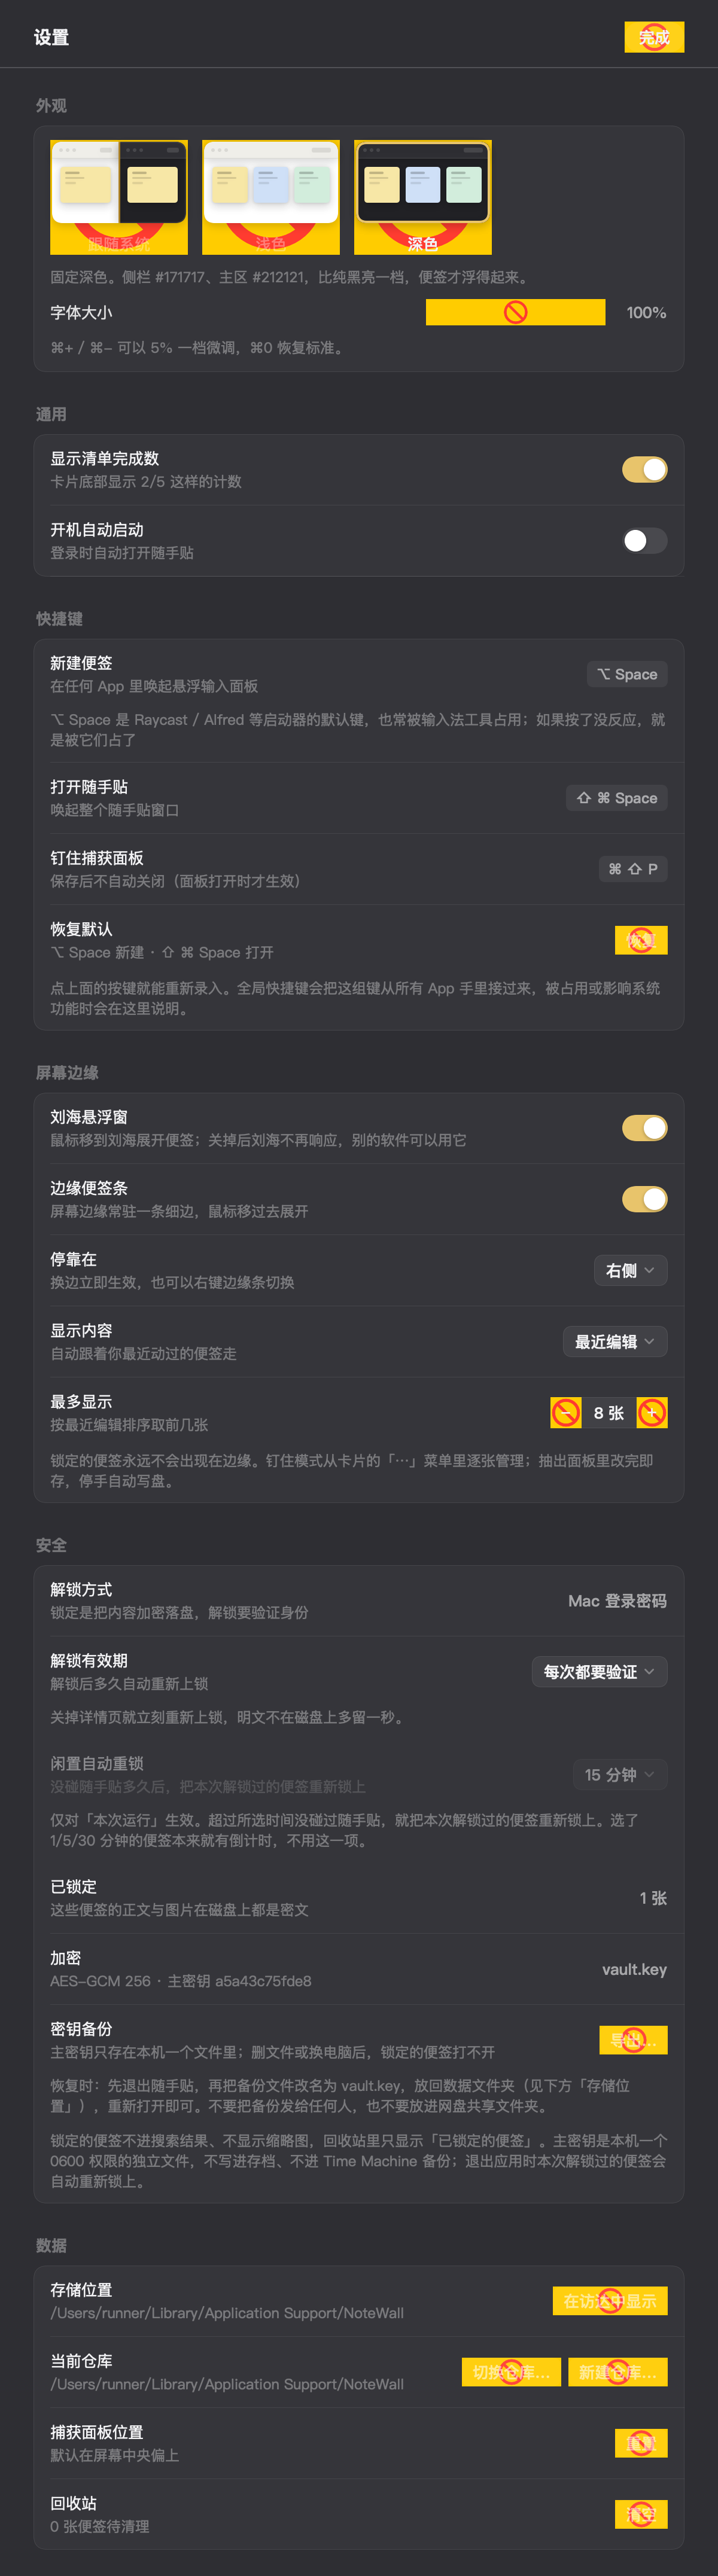 设置
完成
外观
跟随系统
浅色
深色
固定深色。侧栏 #171717、主区 #212121，比纯黑亮一档，便签才浮得起来。
字体大小
100%
⌘+ / ⌘− 可以 5% 一档微调，⌘0 恢复标准。
通用
显示清单完成数
卡片底部显示 2/5 这样的计数
开机自动启动
登录时自动打开随手贴
快捷键
新建便签
在任何 App 里唤起悬浮输入面板
⌥ Space
⌥ Space 是 Raycast / Alfred 等启动器的默认键，也常被输入法工具占用；如果按了没反应，就
是被它们占了
打开随手贴
唤起整个随手贴窗口
⇧ ⌘ Space
钉住捕获面板
保存后不自动关闭（面板打开时才生效）
⌘ ⇧ P
恢复默认
⌥ Space 新建 · ⇧ ⌘ Space 打开
恢复
点上面的按键就能重新录入。全局快捷键会把这组键从所有 App 手里接过来，被占用或影响系统
功能时会在这里说明。
屏幕边缘
刘海悬浮窗
鼠标移到刘海展开便签；关掉后刘海不再响应，别的软件可以用它
边缘便签条
屏幕边缘常驻一条细边，鼠标移过去展开
停靠在
换边立即生效，也可以右键边缘条切换
右侧
显示内容
自动跟着你最近动过的便签走
最近编辑
最多显示
按最近编辑排序取前几张
− 8 张 +
锁定的便签永远不会出现在边缘。钉住模式从卡片的「…」菜单里逐张管理；抽出面板里改完即
存，停手自动写盘。
安全
解锁方式
锁定是把内容加密落盘，解锁要验证身份
Mac 登录密码
解锁有效期
解锁后多久自动重新上锁
每次都要验证
关掉详情页就立刻重新上锁，明文不在磁盘上多留一秒。
闲置自动重锁
没碰随手贴多久后，把本次解锁过的便签重新锁上
15 分钟
仅对「本次运行」生效。超过所选时间没碰过随手贴，就把本次解锁过的便签重新锁上。选了
1/5/30 分钟的便签本来就有倒计时，不用这一项。
已锁定
这些便签的正文与图片在磁盘上都是密文
1 张
加密
AES-GCM 256 · 主密钥 a5a43c75fde8
vault.key
密钥备份
主密钥只存在本机一个文件里；删文件或换电脑后，锁定的便签打不开
导出…
恢复时：先退出随手贴，再把备份文件改名为 vault.key，放回数据文件夹（见下方「存储位
置」），重新打开即可。不要把备份发给任何人，也不要放进网盘共享文件夹。
锁定的便签不进搜索结果、不显示缩略图，回收站里只显示「已锁定的便签」。主密钥是本机一个
0600 权限的独立文件，不写进存档、不进 Time Machine 备份；退出应用时本次解锁过的便签会
自动重新锁上。
数据
存储位置
/Users/runner/Library/Application Support/NoteWall
在访达中显示
当前仓库
/Users/runner/Library/Application Support/NoteWall
切换仓库…
新建仓库…
捕获面板位置
默认在屏幕中央偏上
重置
回收站
0 张便签待清理
清空